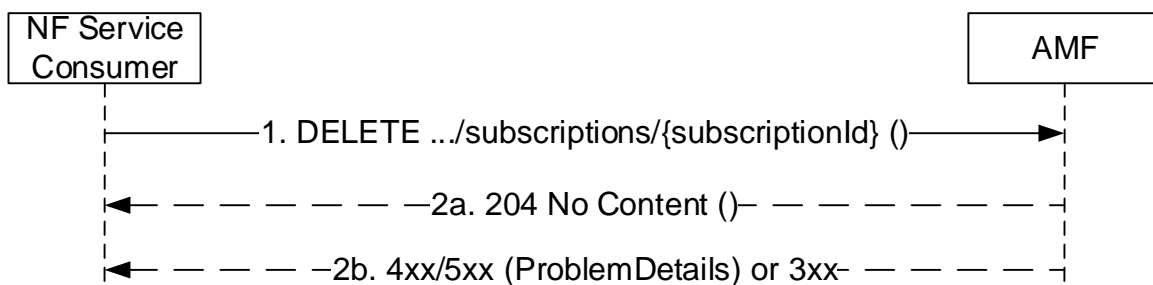 NF Service
Consumer
AMF
1. DELETE .../subscriptions/{subscriptionId} ()
2a. 204 No Content ()
2b. 4xx/5xx (ProblemDetails) or 3xx